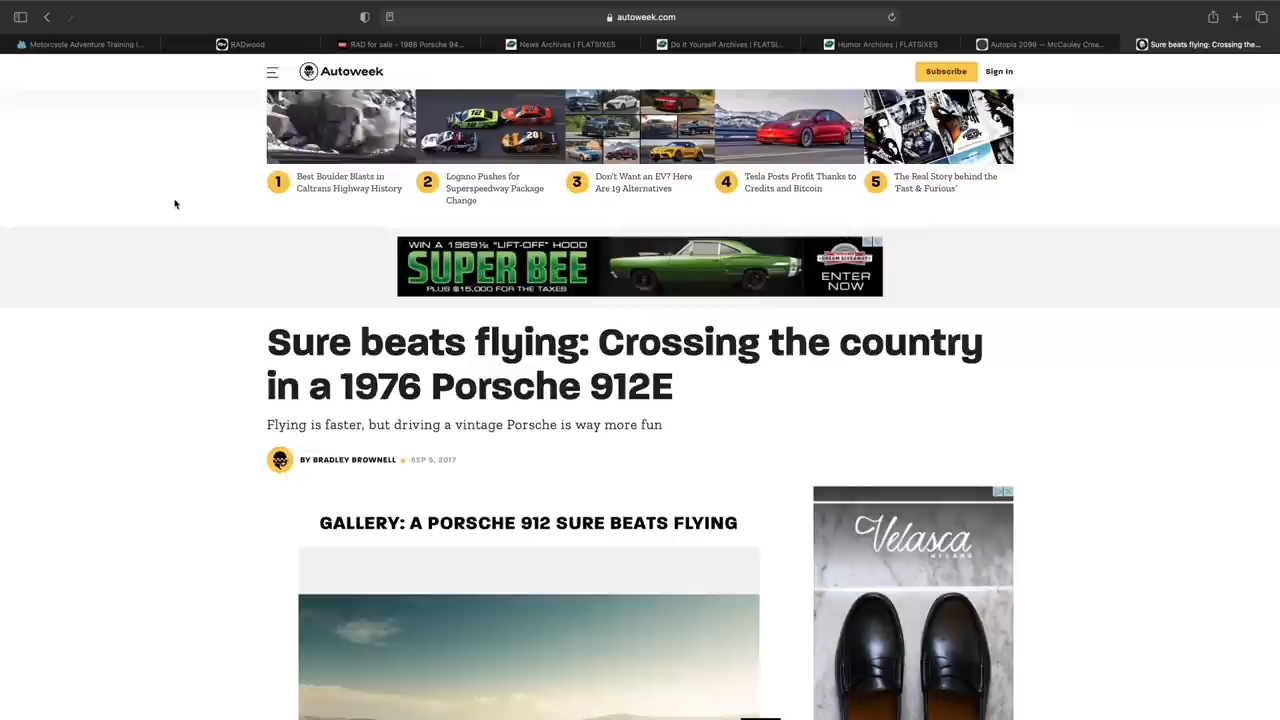 autoweek.com
Motorcycle Adventure Training i...
RADwood
RAD for sale - 1988 Porsche 94...
News Archives | FLATSIXES
Do It Yourself Archives | FLATSI...
Humor Archives | FLATSIXES
Autopia 2099 — McCauley Crea...
Sure beats flying: Crossing the...
Autoweek
Subscribe
Sign In
12
20
1
Best Boulder Blasts in
Caltrans Highway History
2
Logano Pushes for
Superspeedway Package
Change
3
Don't Want an EV? Here
Are 19 Alternatives
4
Tesla Posts Profit Thanks to
Credits and Bitcoin
5
The Real Story behind the
'Fast & Furious'
WIN A 1969½ "LIFT-OFF" HOOD
SUPER BEE
PLUS $15,000 FOR THE TAXES
DREAM GIVEAWAY
ENTER
NOW
Sure beats flying: Crossing the country
in a 1976 Porsche 912E
Flying is faster, but driving a vintage Porsche is way more fun
BY BRADLEY BROWNELL
SEP 5, 2017
GALLERY: A PORSCHE 912 SURE BEATS FLYING
Velasca
MILANO